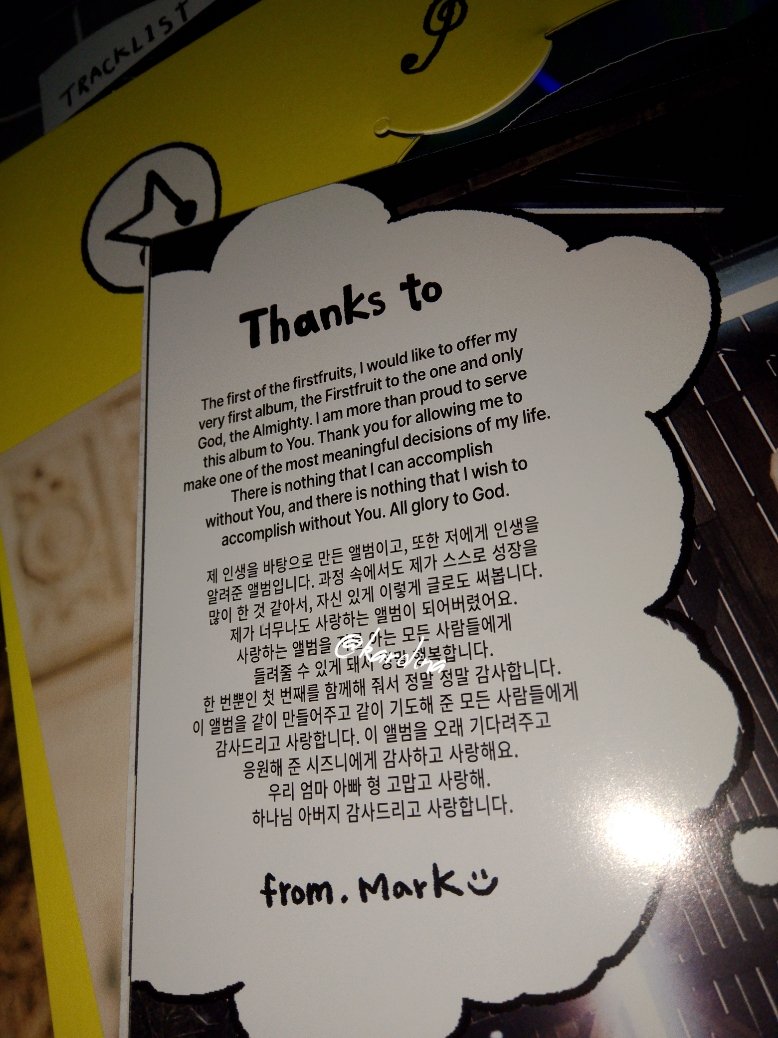 TRACKLIST
Thanks to
The first of the firstfruits, I would like to offer my
very first album, the Firstfruit to the one and only
God, the Almighty. I am more than proud to serve
this album to You. Thank you for allowing me to
make one of the most meaningful decisions of my life.
There is nothing that I can accomplish
without You, and there is nothing that I wish to
accomplish without You. All glory to God.
제 인생을 바탕으로 만든 앨범이고, 또한 저에게 인생을
알려준 앨범입니다. 과정 속에서도 제가 스스로 성장을
많이 한 것 같아서, 자신 있게 이렇게 글로도 써봅니다.
제가 너무나도 사랑하는 앨범이 되어버렸어요.
사랑하는 앨범을 모든 사람들에게
@karolina
들려줄 수 있게 돼서 정말 행복합니다.
한 번뿐인 첫 번째를 함께해 줘서 정말 정말 감사합니다.
이 앨범을 같이 만들어주고 같이 기도해 준 모든 사람들에게
감사드리고 사랑합니다. 이 앨범을 오래 기다려주고
응원해 준 시즈니에게 감사하고 사랑해요.
우리 엄마 아빠 형 고맙고 사랑해.
하나님 아버지 감사드리고 사랑합니다.
from. Mark